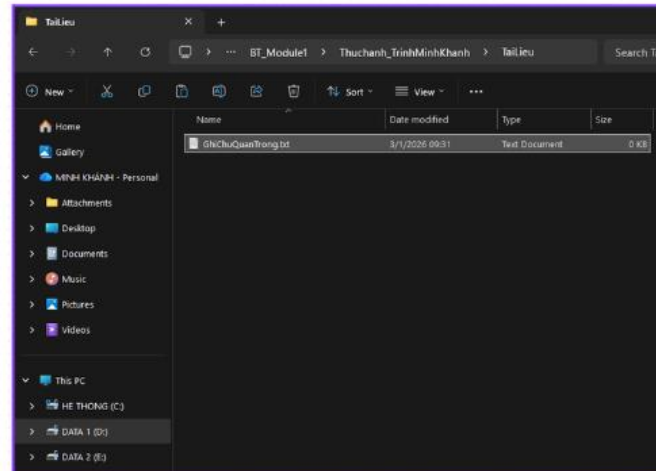 TaiLieu
BT_Module1 > Thuchanh_TrinhMinhKhanh > TaiLieu
Search T
New
Sort
View
Name Date modified Type Size
GhiChuQuanTrong.txt 3/1/2026 09:31 Text Document 0 KB
Home
Gallery
MINH KHÁNH - Personal
Attachments
Desktop
Documents
Music
Pictures
Videos
This PC
HE THONG (C:)
DATA 1 (D:)
DATA 2 (E:)